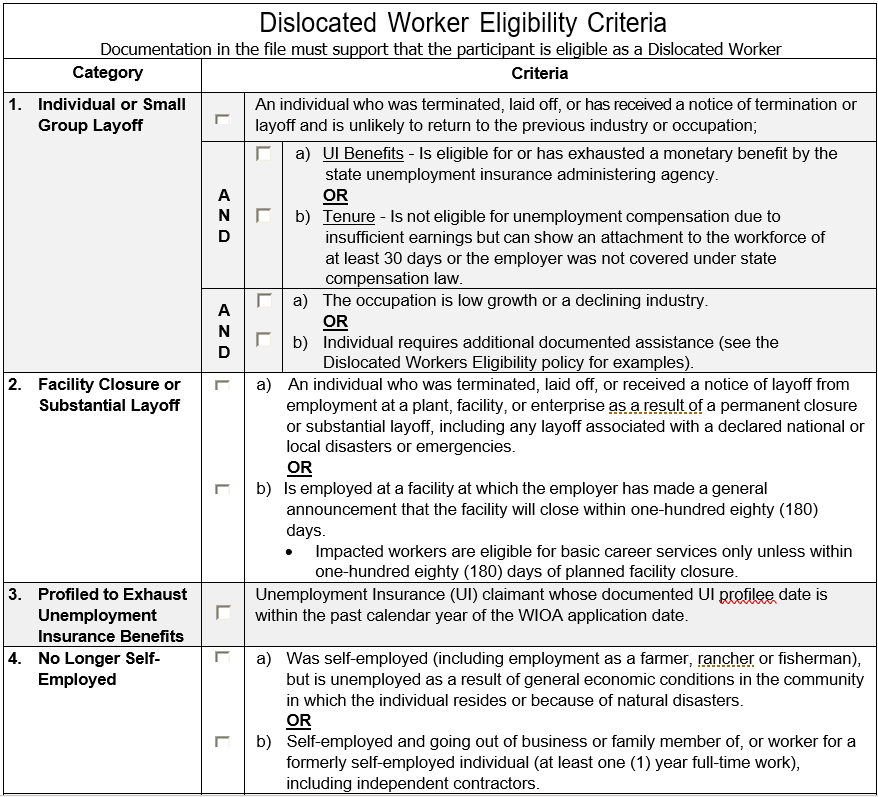 Dislocated Worker Eligibility Criteria
Documentation in the file must support that the participant is eligible as a Dislocated Worker
Category
Criteria
1. Individual or Small
Group Layoff
An individual who was terminated, laid off, or has received a notice of termination or
layoff and is unlikely to return to the previous industry or occupation;
A
N
D
a) UI Benefits - Is eligible for or has exhausted a monetary benefit by the
state unemployment insurance administering agency.
OR
b) Tenure - Is not eligible for unemployment compensation due to
insufficient earnings but can show an attachment to the workforce of
at least 30 days or the employer was not covered under state
compensation law.
A
N
D
a) The occupation is low growth or a declining industry.
OR
b) Individual requires additional documented assistance (see the
Dislocated Workers Eligibility policy for examples).
2. Facility Closure or
Substantial Layoff
a) An individual who was terminated, laid off, or received a notice of layoff from
employment at a plant, facility, or enterprise as a result of a permanent closure
or substantial layoff, including any layoff associated with a declared national or
local disasters or emergencies.
OR
b) Is employed at a facility at which the employer has made a general
announcement that the facility will close within one-hundred eighty (180)
days.
• Impacted workers are eligible for basic career services only unless within
one-hundred eighty (180) days of planned facility closure.
3. Profiled to Exhaust
Unemployment
Insurance Benefits
Unemployment Insurance (UI) claimant whose documented UI profilee date is
within the past calendar year of the WIOA application date.
4. No Longer Self-
Employed
a) Was self-employed (including employment as a farmer, rancher or fisherman),
but is unemployed as a result of general economic conditions in the community
in which the individual resides or because of natural disasters.
OR
b) Self-employed and going out of business or family member of, or worker for a
formerly self-employed individual (at least one (1) year full-time work),
including independent contractors.